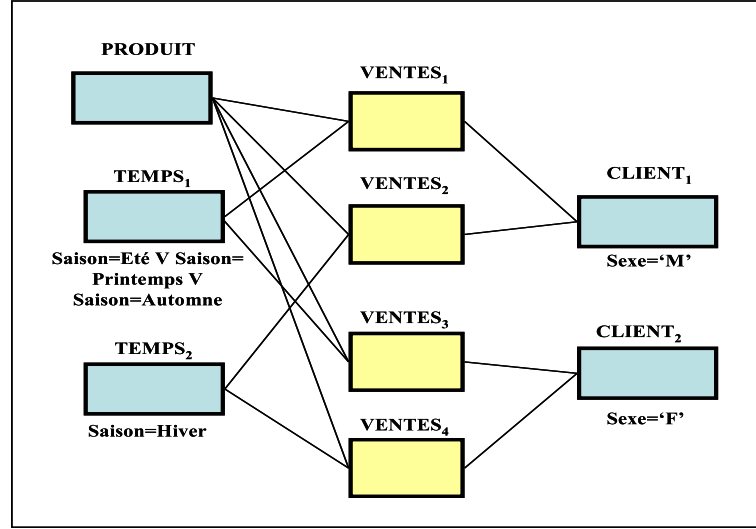 PRODUIT
VENTES1
TEMPS1
Saison=Eté V Saison=
Printemps V
Saison=Automne
VENTES2
CLIENT1
Sexe=‘M’
VENTES3
TEMPS2
Saison=Hiver
CLIENT2
Sexe=‘F’
VENTES4